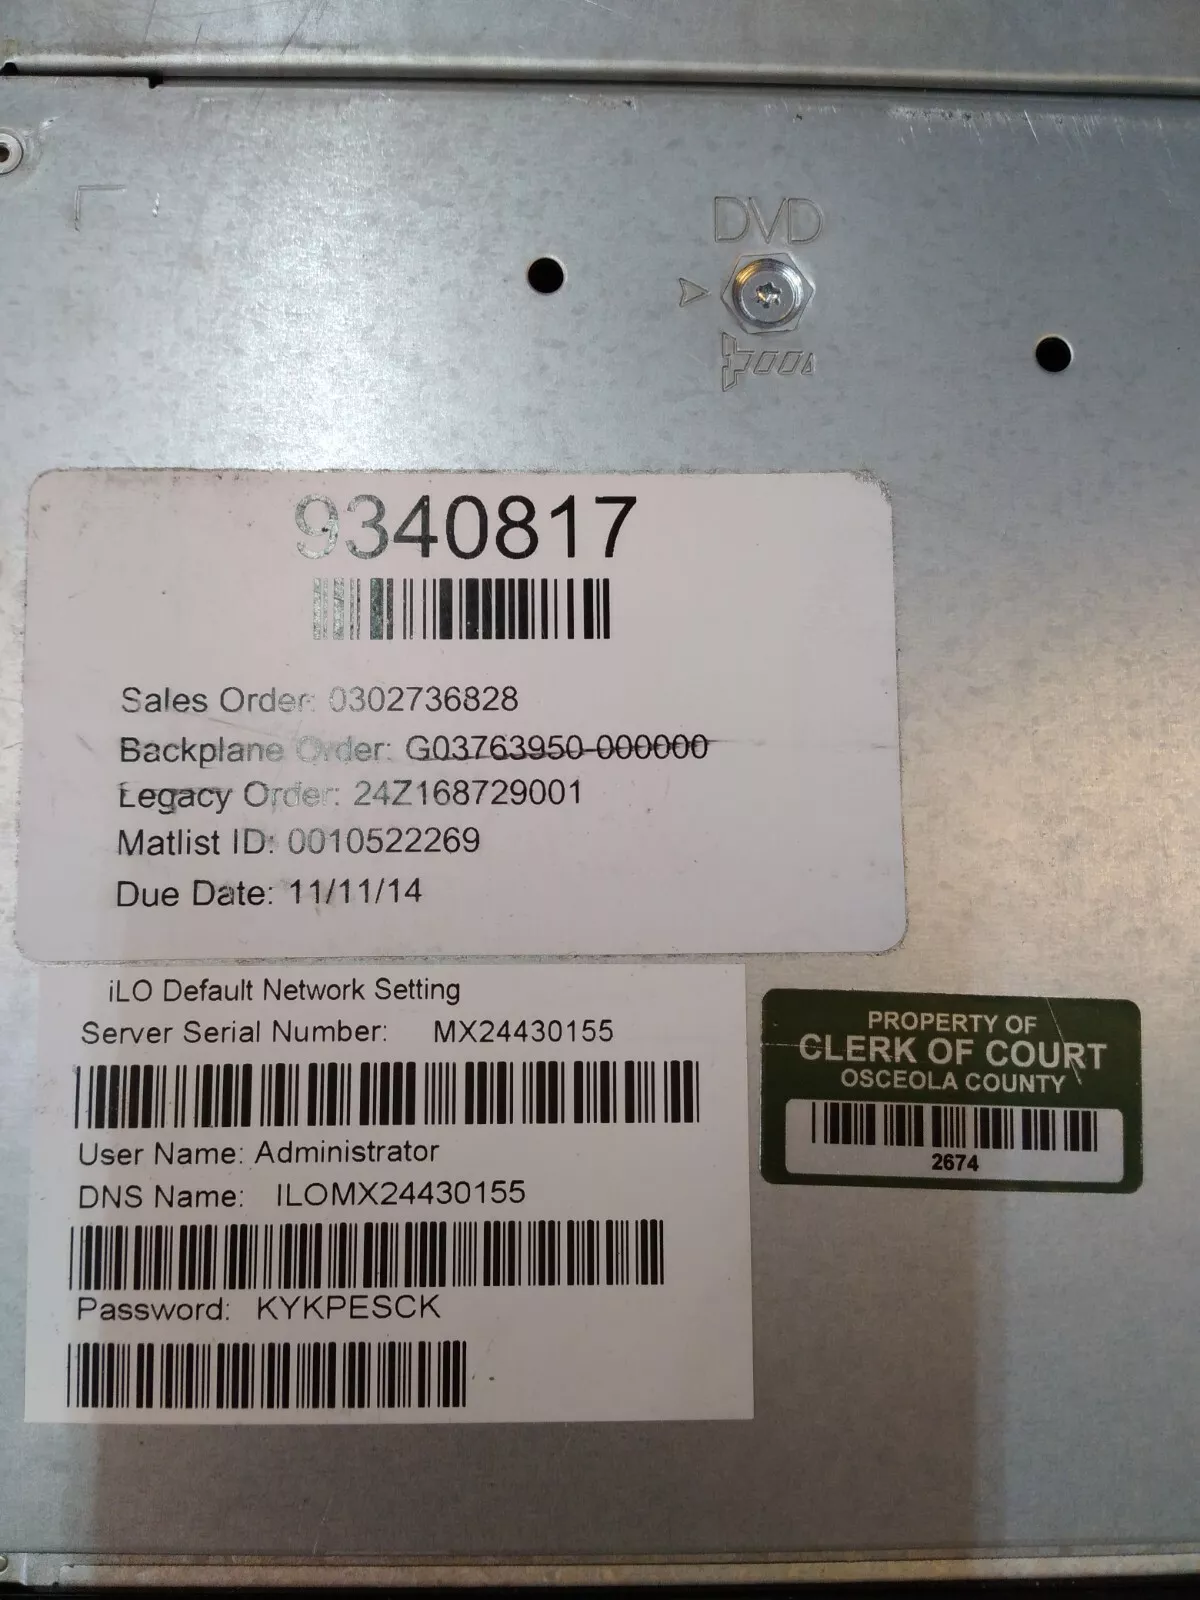 DVD
9340817
Sales Order: 0302736828
Backplane Order: G03763950-000000
Legacy Order: 24Z168729001
Matlist ID: 0010522269
Due Date: 11/11/14
iLO Default Network Setting
Server Serial Number: MX24430155
User Name: Administrator
DNS Name: ILOMX24430155
Password: KYKPESCK
PROPERTY OF
CLERK OF COURT
OSCEOLA COUNTY
2674